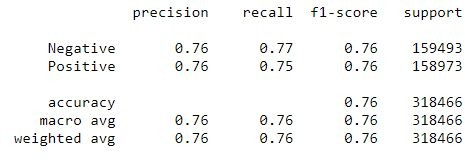 precision recall f1-score support
Negative 0.76 0.77 0.76 159493
Positive 0.76 0.75 0.76 158973
accuracy 0.76 318466
macro avg 0.76 0.76 0.76 318466
weighted avg 0.76 0.76 0.76 318466